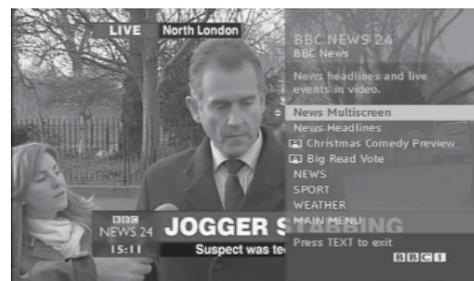 LIVE North London
BBC NEWS 24
BBC News
News headlines and live
events in video.
News Multiscreen
News Headlines
Christmas Comedy Preview
Big Read Vote
NEWS
SPORT
WEATHER
MAIN MENU
Press TEXT to exit
BBCi
BBC
NEWS 24
15:11
JOGGER STABBING
Suspect was